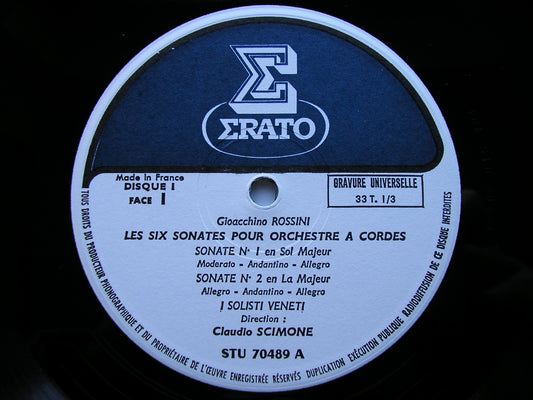 Σ
ΣRATO
Made in France
DISQUE I
FACE I
GRAVURE UNIVERSELLE
33 T. 1/3
Gioacchino ROSSINI
LES SIX SONATES POUR ORCHESTRE A CORDES
SONATE N° 1 en Sol Majeur
Moderato - Andantino - Allegro
SONATE N° 2 en La Majeur
Allegro - Andantino - Allegro
I SOLISTI VENETI
Direction :
Claudio SCIMONE
STU 70489 A
TOUS DROITS DU PRODUCTEUR PHONOGRAPHIQUE ET DU PROPRIÉTAIRE DE L'ŒUVRE ENREGISTRÉE RÉSERVÉS DUPLICATION EXÉCUTION PUBLIQUE RADIODIFFUSION DE CE DISQUE INTERDITES